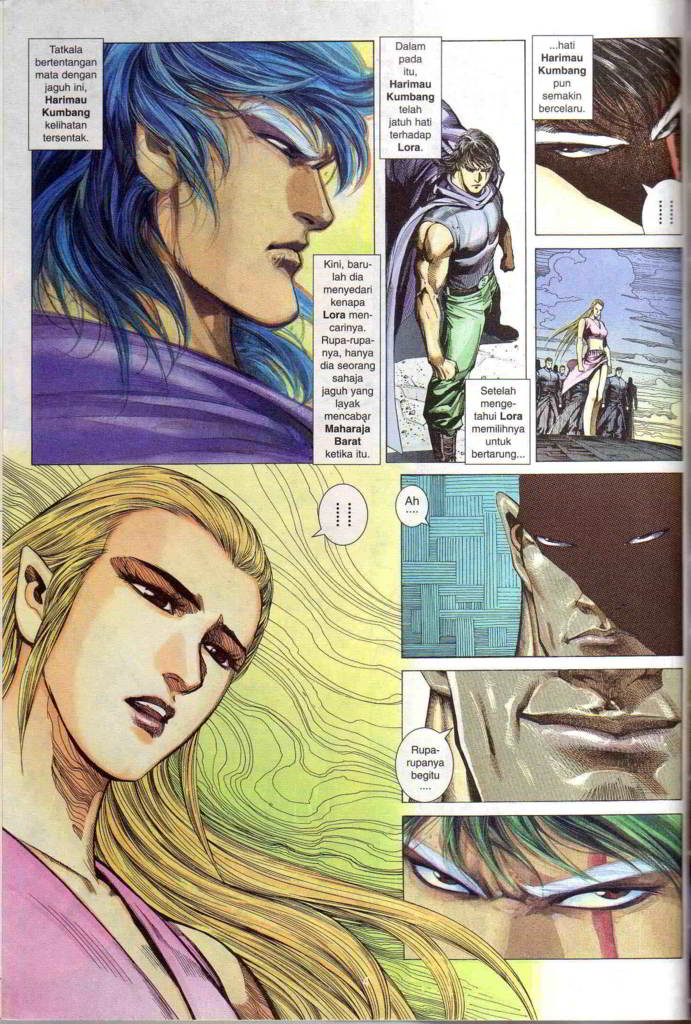 Tatkala
bertentangan
mata dengan
jaguh ini,
Harimau
Kumbang
kelihatan
tersentak.
Kini, baru-
lah dia
menyedari
kenapa
Lora men-
carinya.
Rupa-rupa-
nya, hanya
dia seorang
sahaja
jaguh yang
layak
mencabar
Maharaja
Barat
ketika itu.
Dalam
pada
itu,
Harimau
Kumbang
telah
jatuh hati
terhadap
Lora.
Setelah
menge-
tahui Lora
memilihnya
untuk
bertarung...
...hati
Harimau
Kumbang
pun
semakin
bercelaru.
Ah
....
Rupa-
rupanya
begitu
....